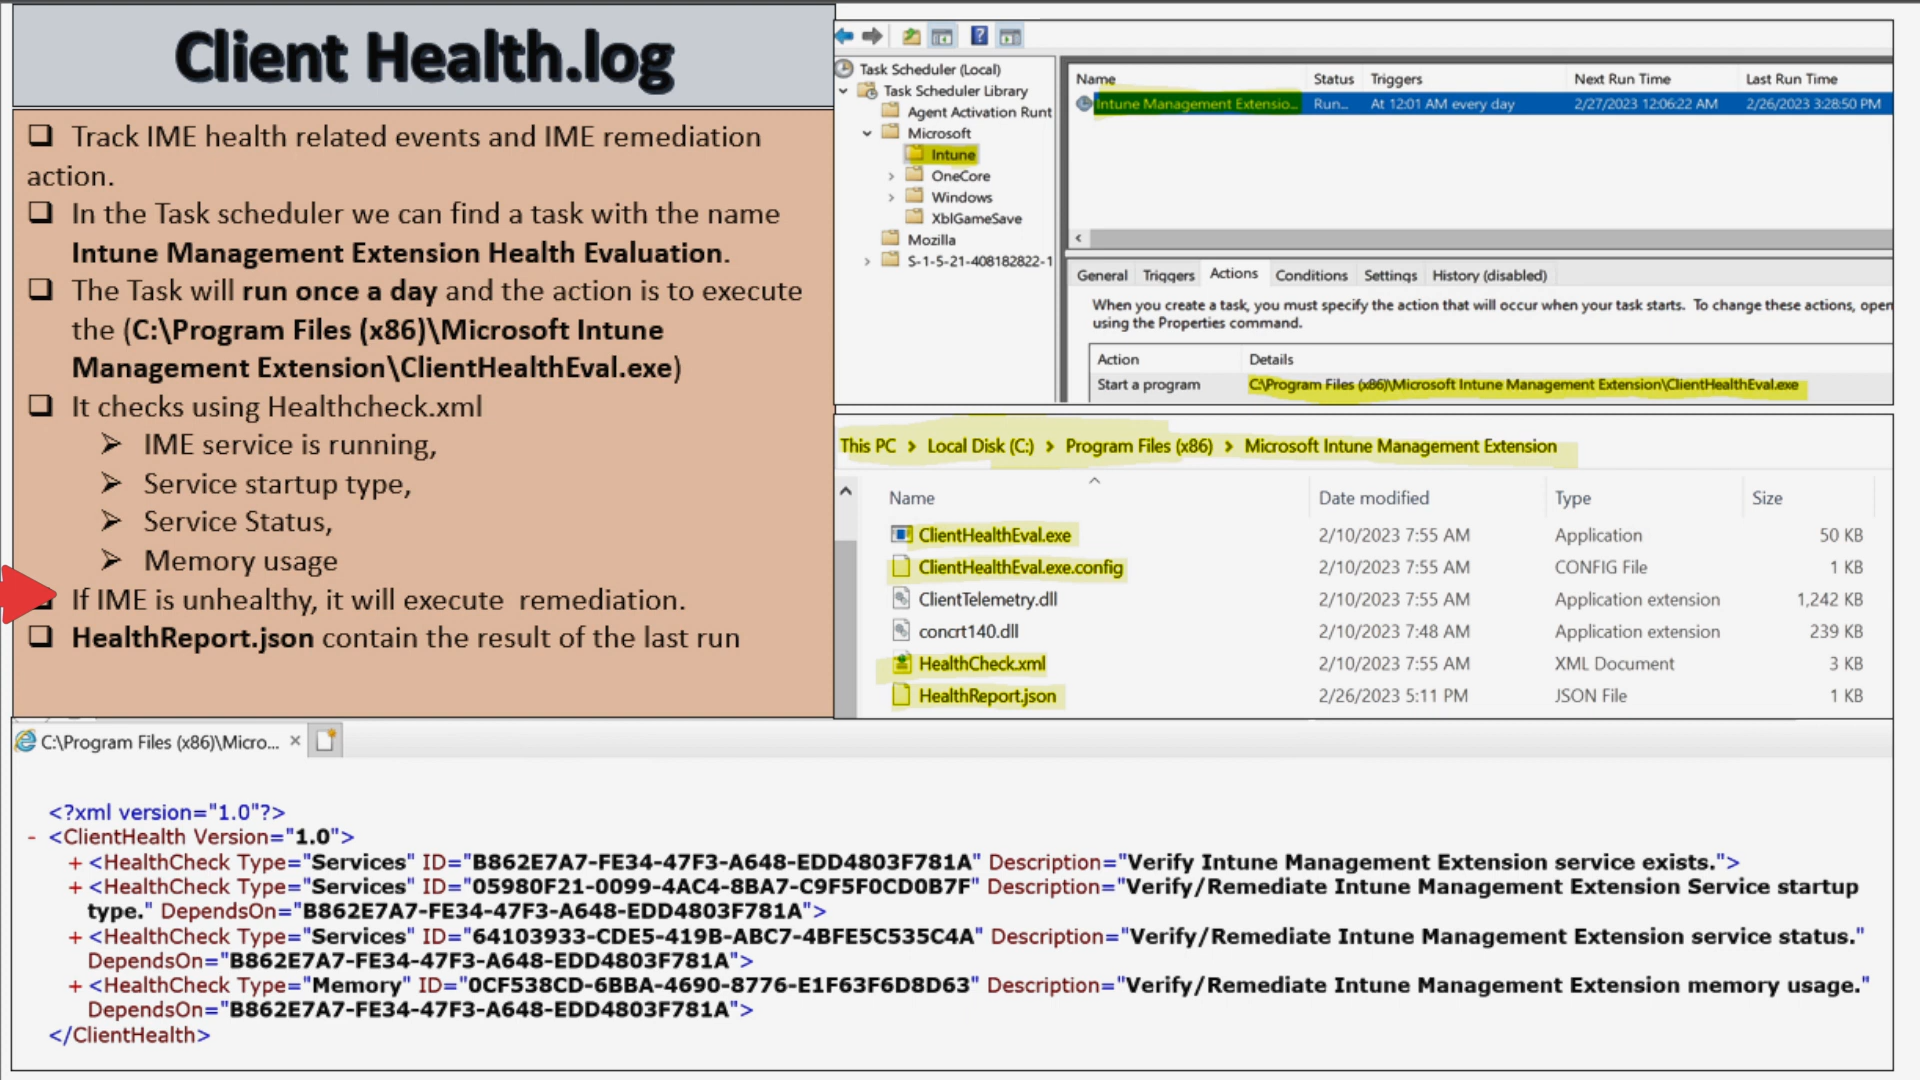 Client Health.log
Track IME health related events and IME remediation
action.
In the Task scheduler we can find a task with the name
Intune Management Extension Health Evaluation.
The Task will run once a day and the action is to execute
the (C:\Program Files (x86)\Microsoft Intune
Management Extension\ClientHealthEval.exe)
It checks using Healthcheck.xml
IME service is running,
Service startup type,
Service Status,
Memory usage
If IME is unhealthy, it will execute remediation.
HealthReport.json contain the result of the last run
Task Scheduler (Local)
Task Scheduler Library
Agent Activation Runt
Microsoft
Intune
OneCore
Windows
XblGameSave
Mozilla
S-1-5-21-408182822-1
Name Status Triggers Next Run Time Last Run Time
Intune Management Extensio... Run... At 12:01 AM every day 2/27/2023 12:06:22 AM 2/26/2023 3:28:50 PM
General Triggers Actions Conditions Settings History (disabled)
When you create a task, you must specify the action that will occur when your task starts. To change these actions, open
using the Properties command.
Action Details
Start a program C:\Program Files (x86)\Microsoft Intune Management Extension\ClientHealthEval.exe
This PC > Local Disk (C:) > Program Files (x86) > Microsoft Intune Management Extension
Name Date modified Type Size
ClientHealthEval.exe 2/10/2023 7:55 AM Application 50 KB
ClientHealthEval.exe.config 2/10/2023 7:55 AM CONFIG File 1 KB
ClientTelemetry.dll 2/10/2023 7:55 AM Application extension 1,242 KB
concrt140.dll 2/10/2023 7:48 AM Application extension 239 KB
HealthCheck.xml 2/10/2023 7:55 AM XML Document 3 KB
HealthReport.json 2/26/2023 5:11 PM JSON File 1 KB
C:\Program Files (x86)\Micro...
<?xml version="1.0"?>
- <ClientHealth Version="1.0">
+ <HealthCheck Type="Services" ID="B862E7A7-FE34-47F3-A648-EDD4803F781A" Description="Verify Intune Management Extension service exists.">
+ <HealthCheck Type="Services" ID="05980F21-0099-4AC4-8BA7-C9F5F0CD0B7F" Description="Verify/Remediate Intune Management Extension Service startup
type." DependsOn="B862E7A7-FE34-47F3-A648-EDD4803F781A">
+ <HealthCheck Type="Services" ID="64103933-CDE5-419B-ABC7-4BFE5C535C4A" Description="Verify/Remediate Intune Management Extension service status."
DependsOn="B862E7A7-FE34-47F3-A648-EDD4803F781A">
+ <HealthCheck Type="Memory" ID="0CF538CD-6BBA-4690-8776-E1F63F6D8D63" Description="Verify/Remediate Intune Management Extension memory usage."
DependsOn="B862E7A7-FE34-47F3-A648-EDD4803F781A">
</ClientHealth>